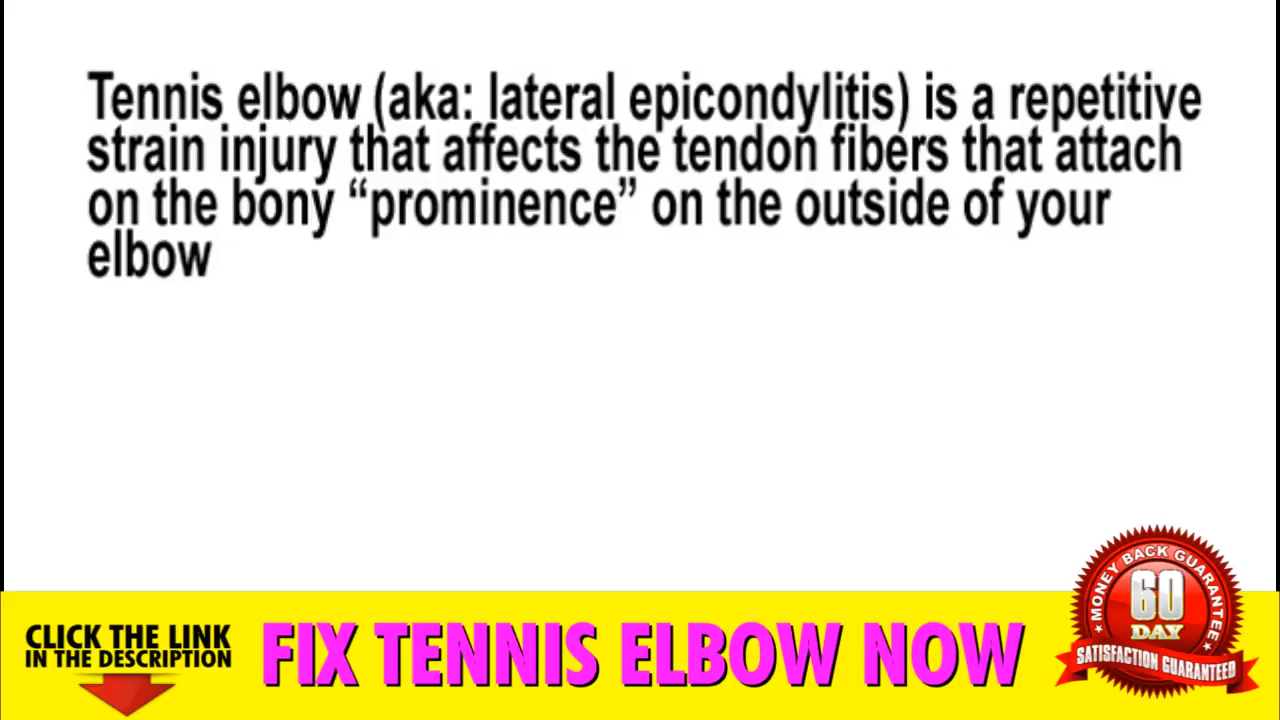 Tennis elbow (aka: lateral epicondylitis) is a repetitive
strain injury that affects the tendon fibers that attach
on the bony “prominence” on the outside of your
elbow
CLICK THE LINK
IN THE DESCRIPTION
FIX TENNIS ELBOW NOW
MONEY BACK GUARANTEE
60
DAY
SATISFACTION GUARANTEED